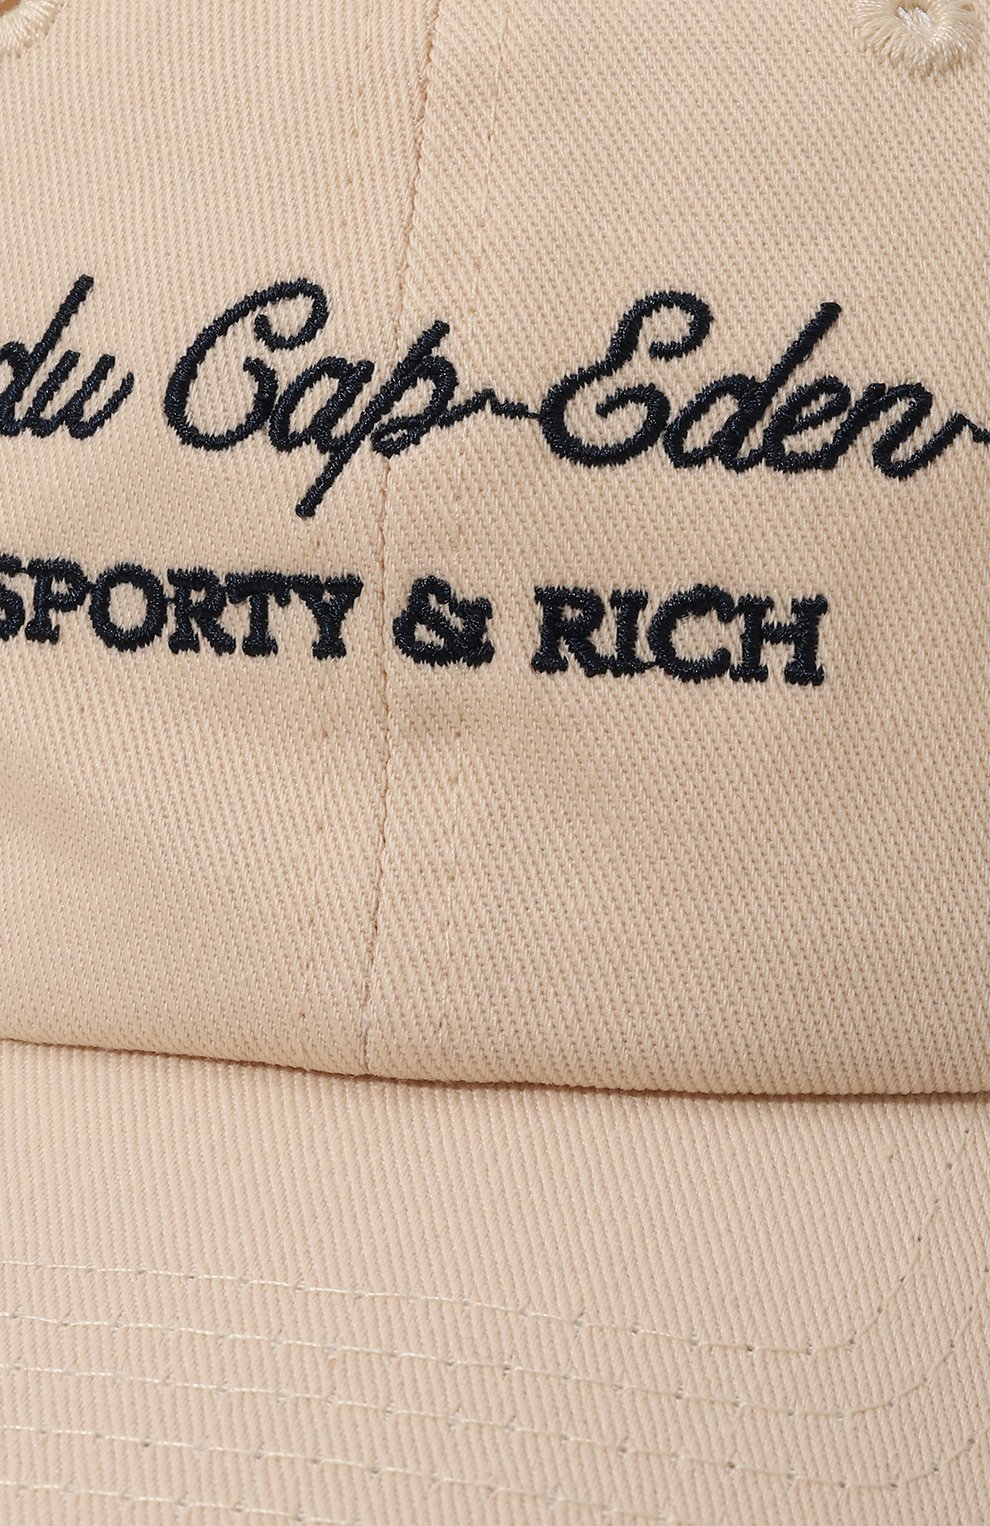 du Cap-Eden-
SPORTY & RICH